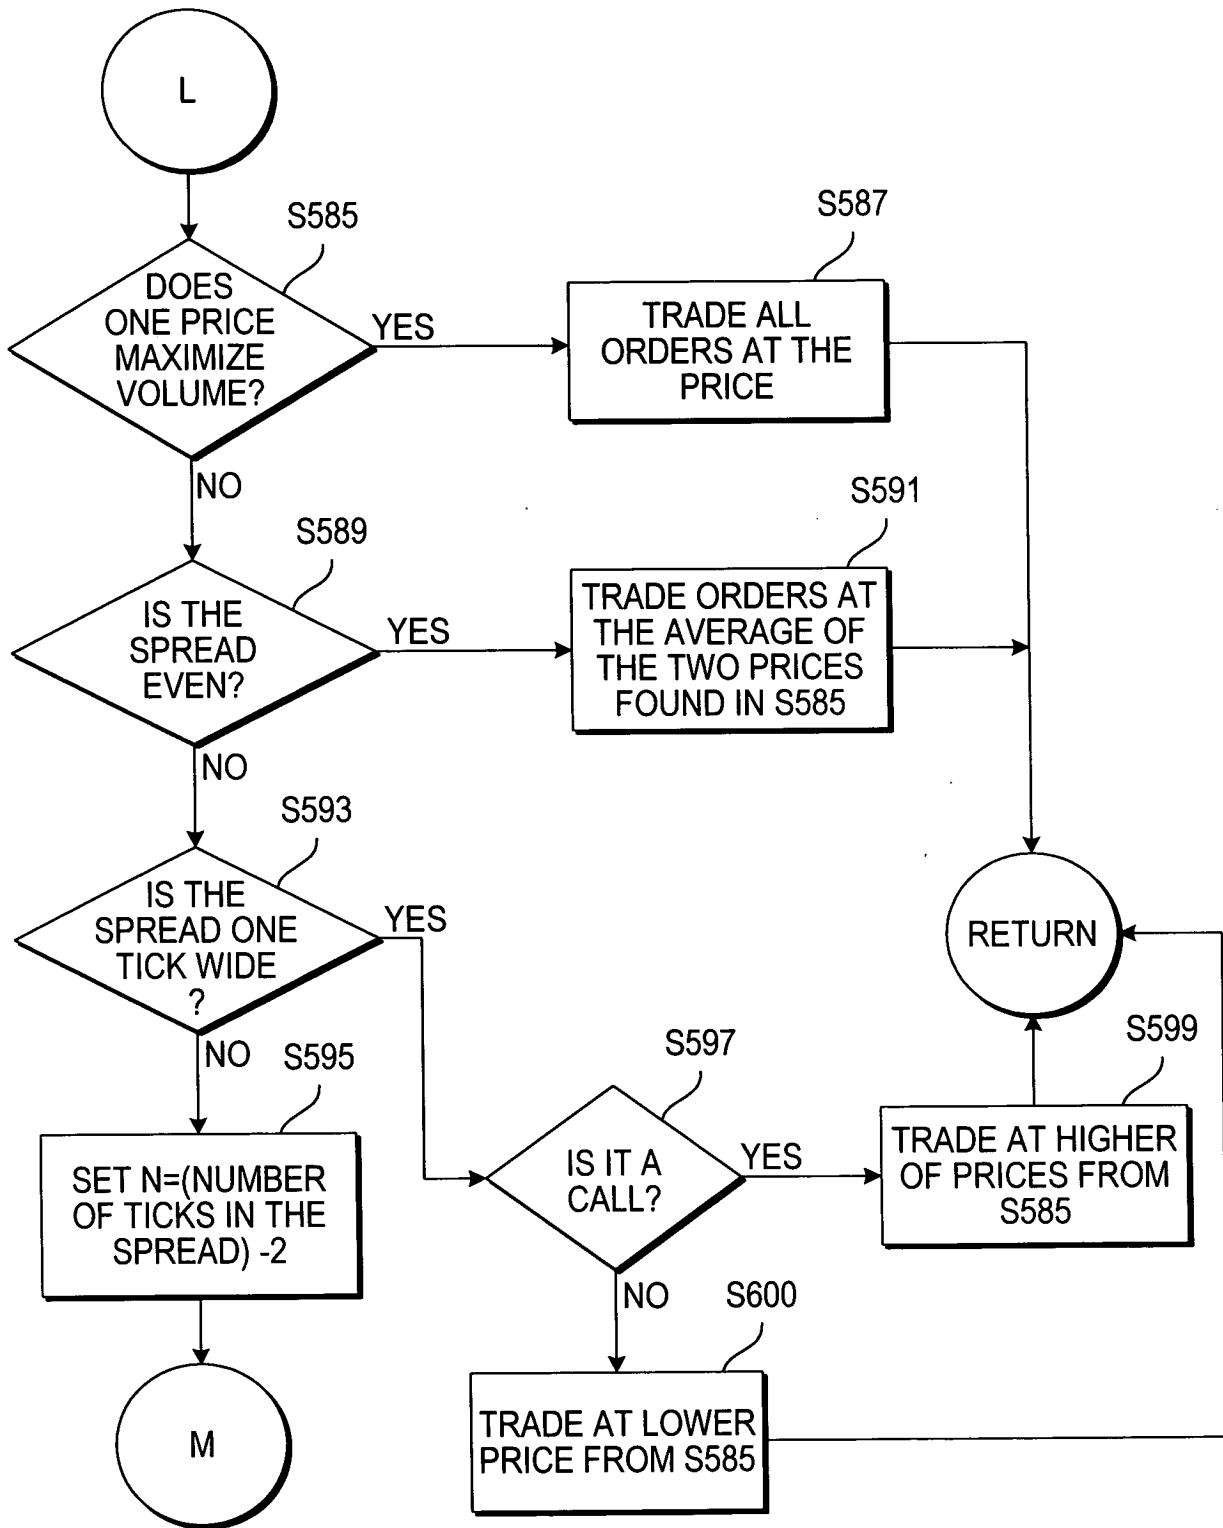 L
S585
DOES
ONE PRICE
MAXIMIZE
VOLUME?
YES
S587
TRADE ALL
ORDERS AT THE
PRICE
NO
S589
IS THE
SPREAD
EVEN?
YES
S591
TRADE ORDERS AT
THE AVERAGE OF
THE TWO PRICES
FOUND IN S585
NO
S593
IS THE
SPREAD ONE
TICK WIDE
?
YES
RETURN
NO
S595
SET N=(NUMBER
OF TICKS IN THE
SPREAD) -2
S597
IS IT A
CALL?
YES
S599
TRADE AT HIGHER
OF PRICES FROM
S585
NO
S600
TRADE AT LOWER
PRICE FROM S585
M